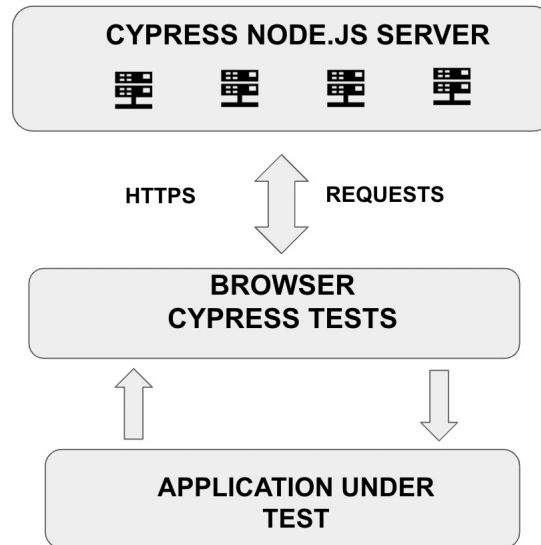 CYPRESS NODE.JS SERVER
HTTPS REQUESTS
BROWSER
CYPRESS TESTS
APPLICATION UNDER
TEST